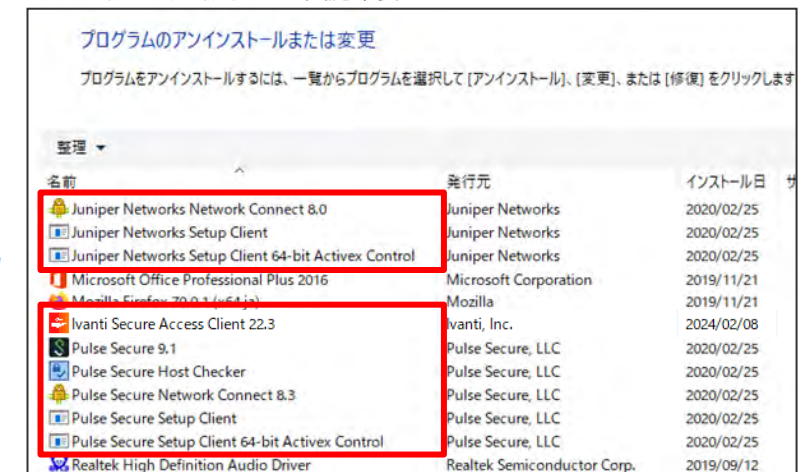 プログラムのアンインストールまたは変更
プログラムをアンインストールするには、一覧からプログラムを選択して [アンインストール]、[変更]、または [修復] をクリックします
整理
名前 発行元 インストール日 サ
Juniper Networks Network Connect 8.0 Juniper Networks 2020/02/25
Juniper Networks Setup Client Juniper Networks 2020/02/25
Juniper Networks Setup Client 64-bit Activex Control Juniper Networks 2020/02/25
Microsoft Office Professional Plus 2016 Microsoft Corporation 2019/11/21
Mozilla Firefox 70.0.1 (x64 ja) Mozilla 2019/11/21
Ivanti Secure Access Client 22.3 Ivanti, Inc. 2024/02/08
Pulse Secure 9.1 Pulse Secure, LLC 2020/02/25
Pulse Secure Host Checker Pulse Secure, LLC 2020/02/25
Pulse Secure Network Connect 8.3 Pulse Secure, LLC 2020/02/25
Pulse Secure Setup Client Pulse Secure, LLC 2020/02/25
Pulse Secure Setup Client 64-bit Activex Control Pulse Secure, LLC 2020/02/25
Realtek High Definition Audio Driver Realtek Semiconductor Corp. 2019/09/12